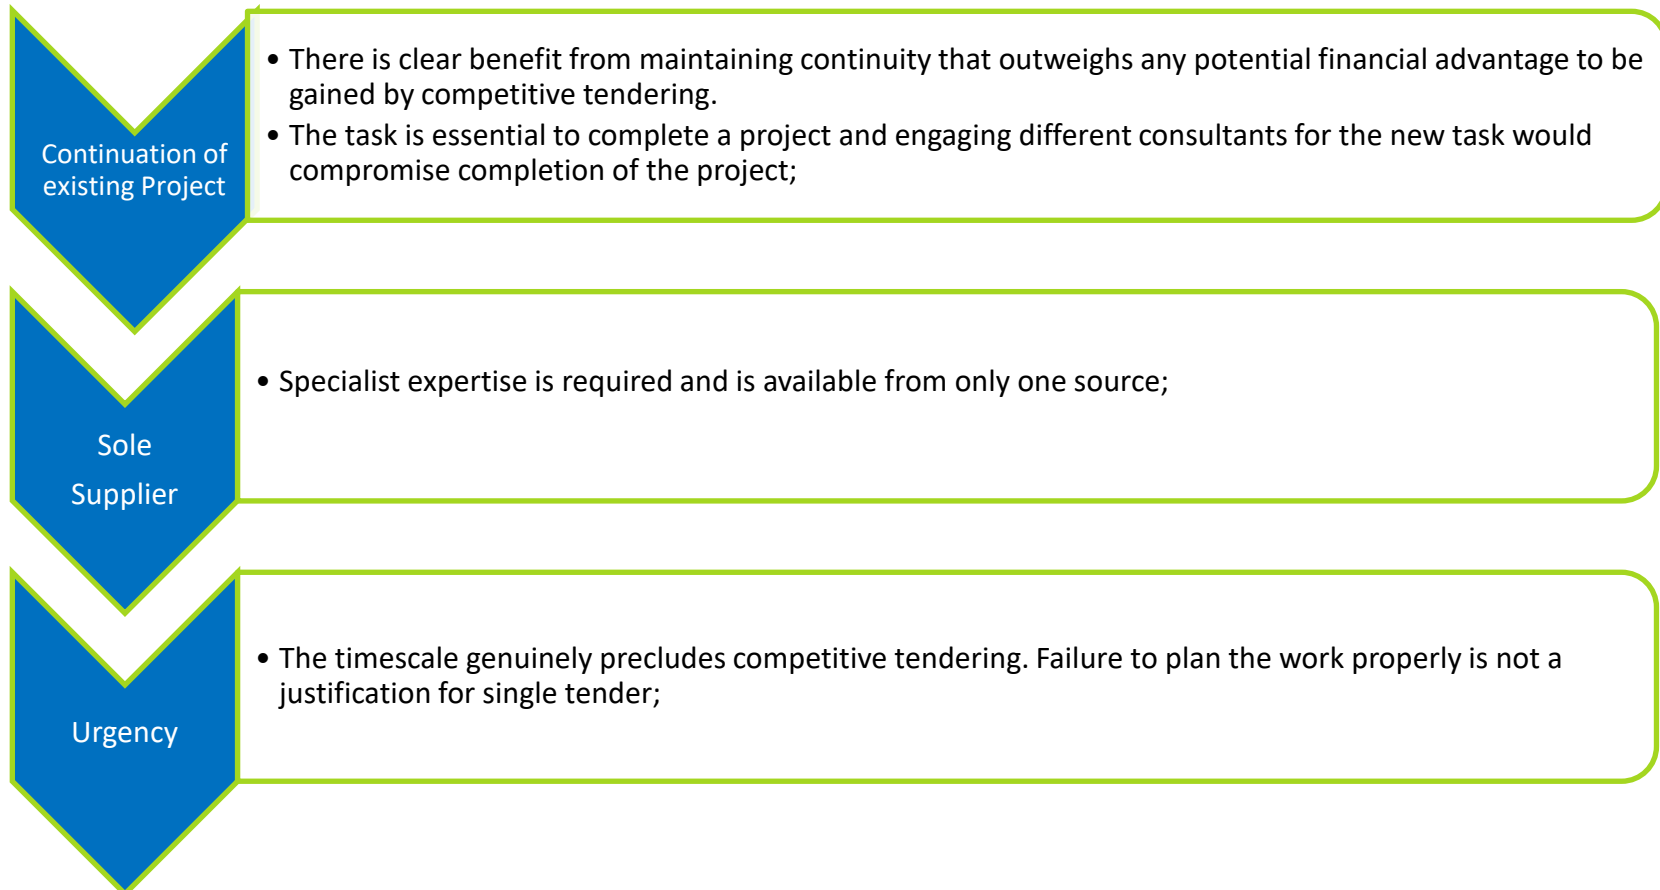 Continuation of
existing Project
• There is clear benefit from maintaining continuity that outweighs any potential financial advantage to be
gained by competitive tendering.
• The task is essential to complete a project and engaging different consultants for the new task would
compromise completion of the project;
Sole
Supplier
• Specialist expertise is required and is available from only one source;
Urgency
• The timescale genuinely precludes competitive tendering. Failure to plan the work properly is not a
justification for single tender;